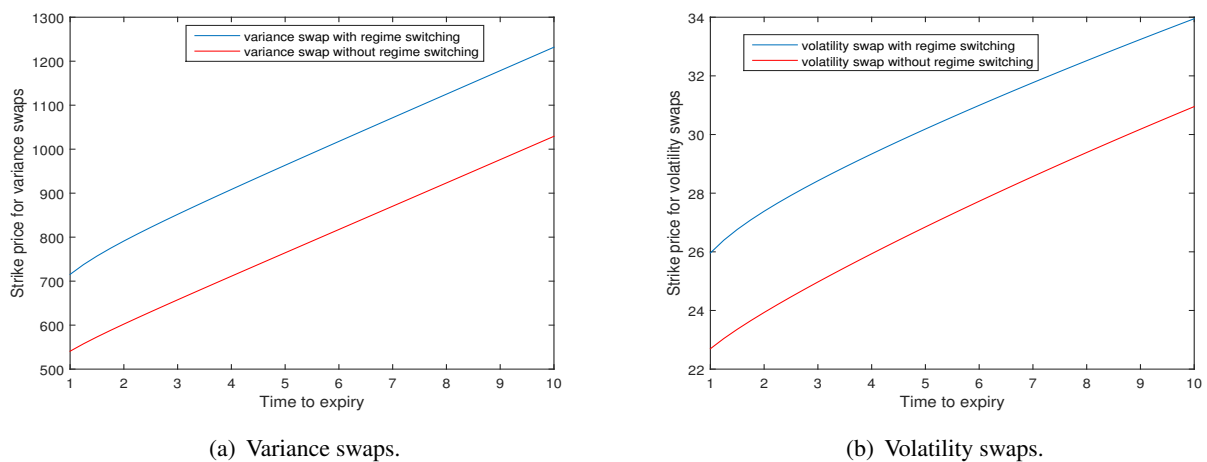 1300
1200
1100
1000
900
800
700
600
500
Strike price for variance swaps
variance swap with regime switching
variance swap without regime switching
1 2 3 4 5 6 7 8 9 10
Time to expiry
(a) Variance swaps.
34
32
30
28
26
24
22
Strike price for volatility swaps
volatility swap with regime switching
volatility swap without regime switching
1 2 3 4 5 6 7 8 9 10
Time to expiry
(b) Volatility swaps.